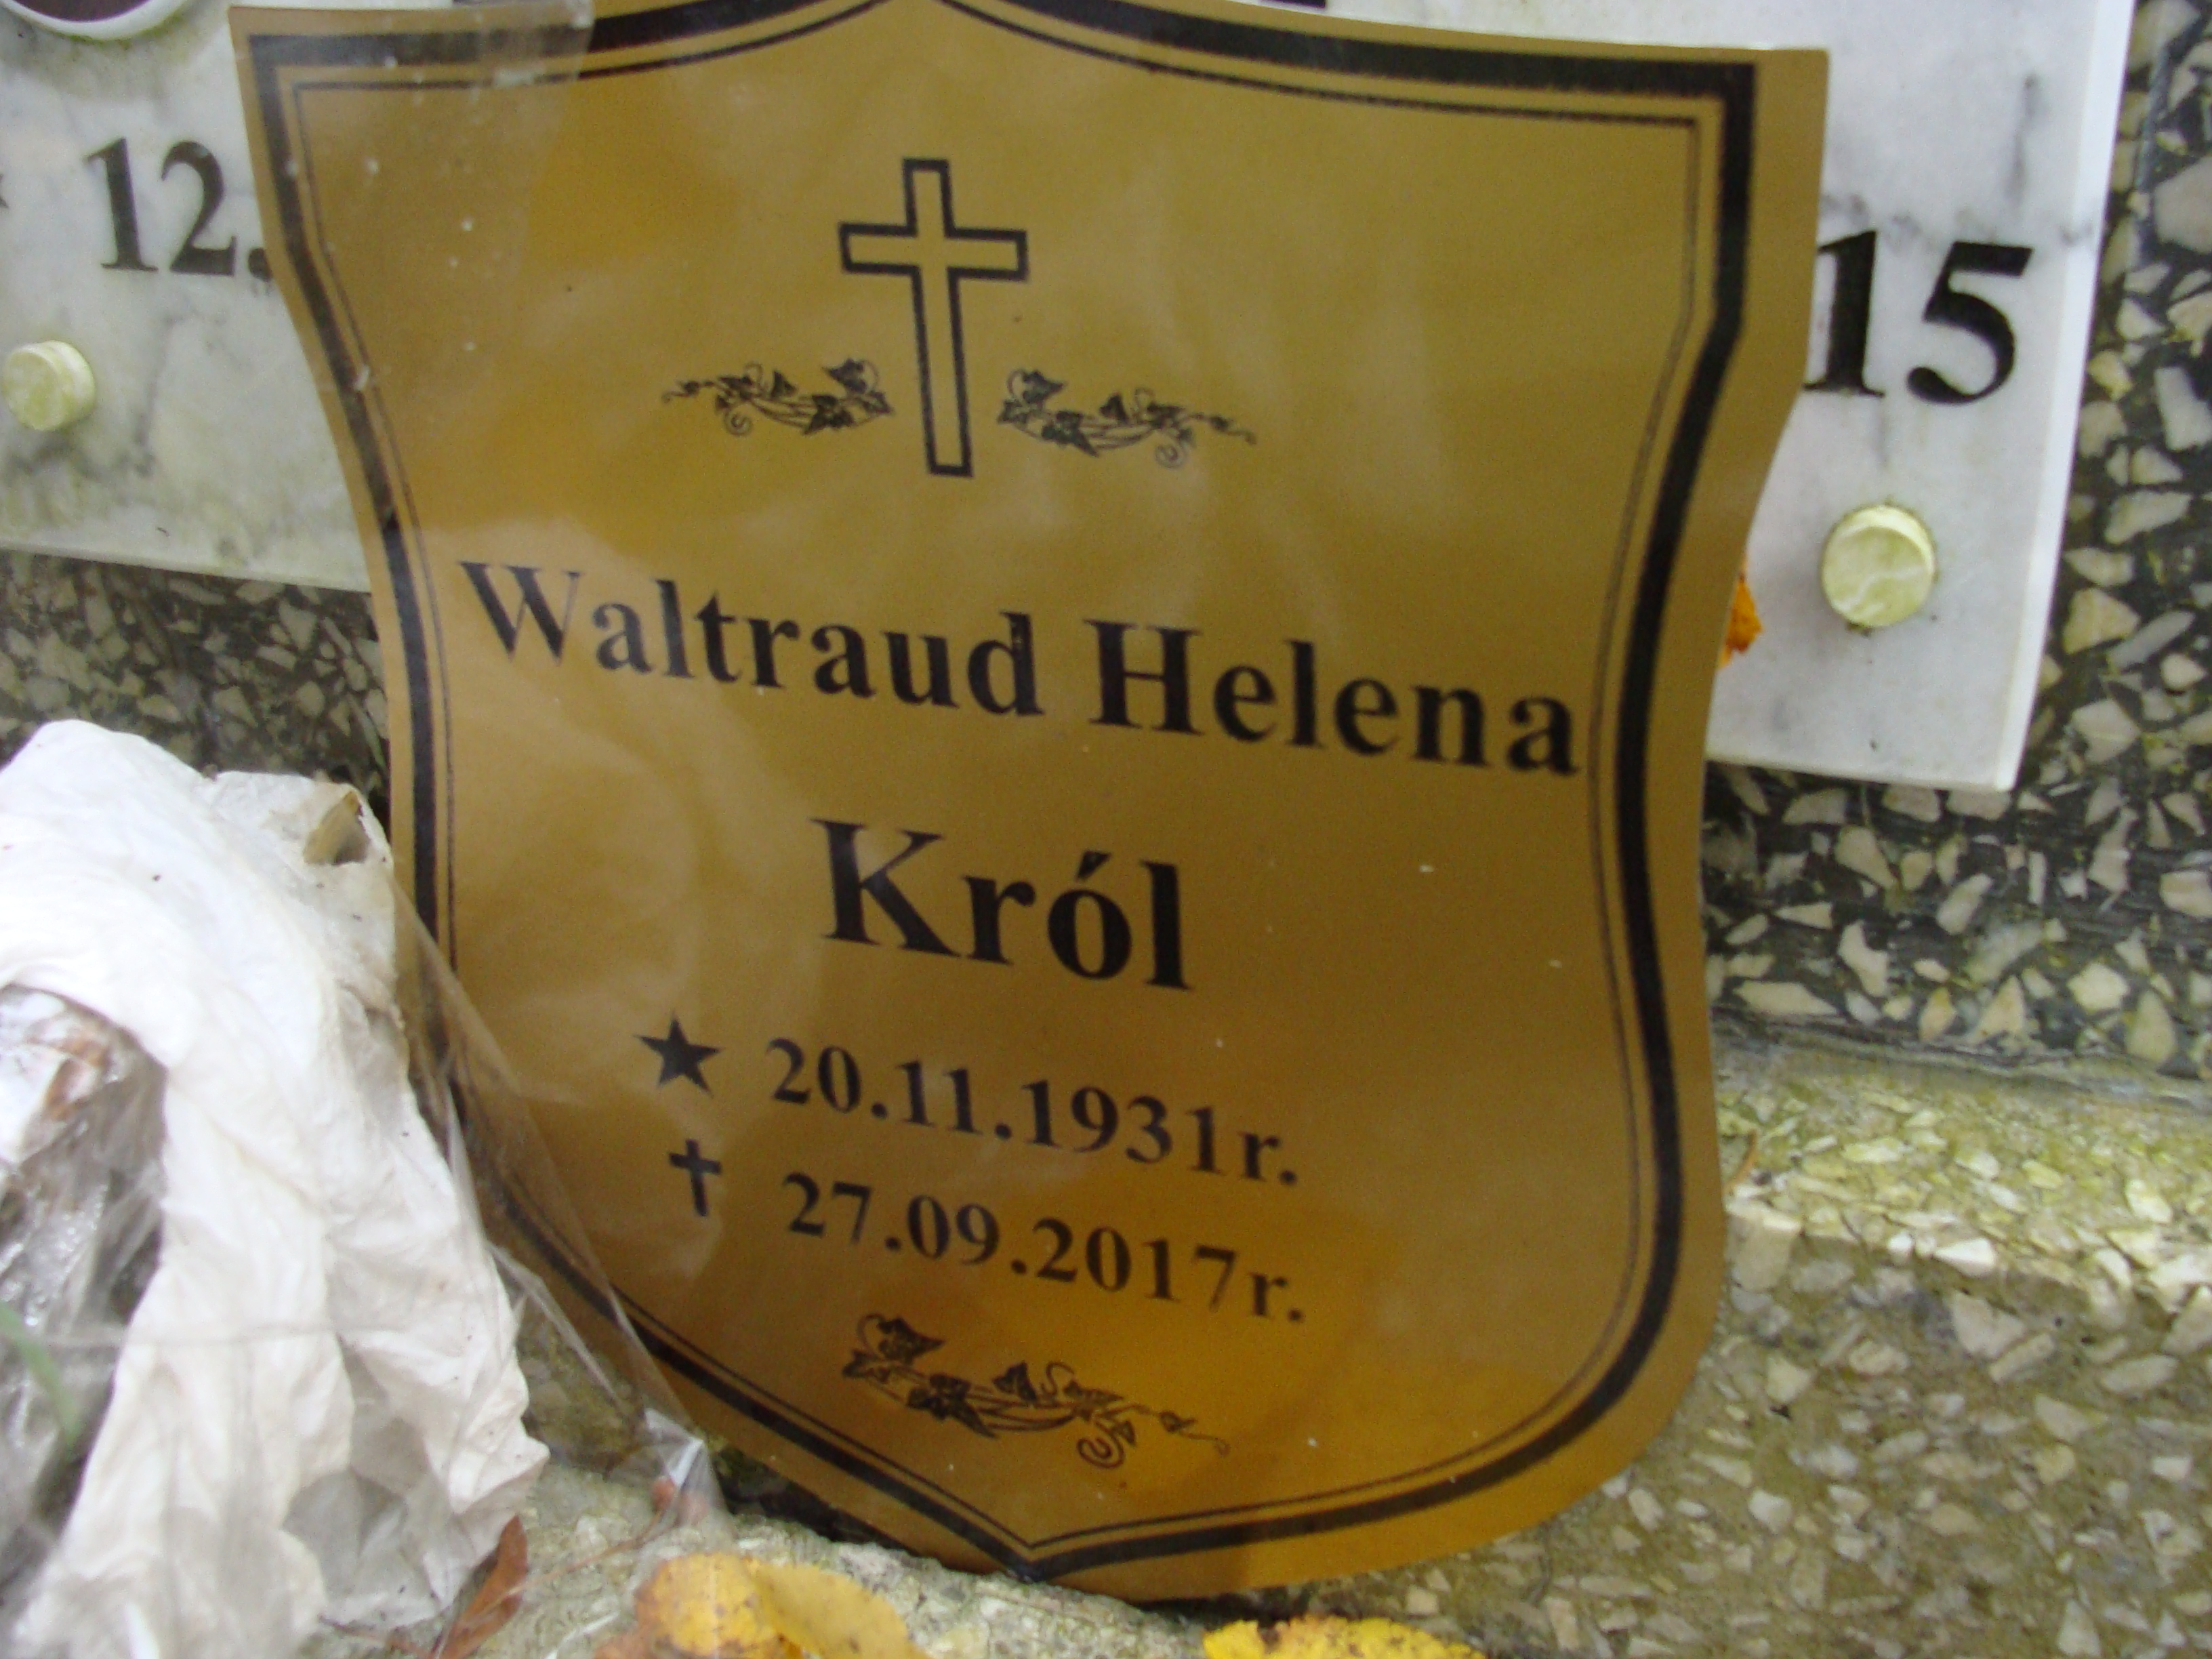 12.
15
Waltraud Helena
Król
★ 20.11.1931r.
✝ 27.09.2017r.